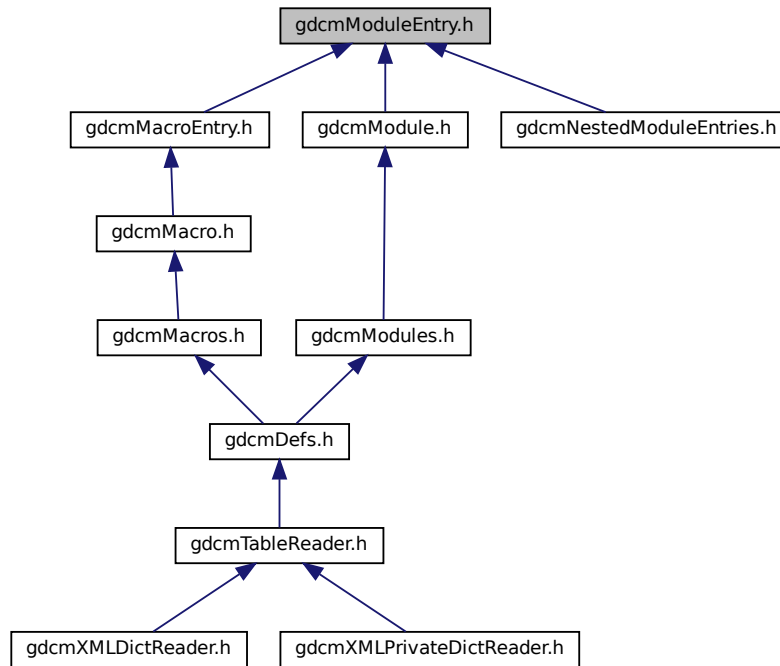 gdcmModuleEntry.h
gdcmMacroEntry.h
gdcmModule.h
gdcmNestedModuleEntries.h
gdcmMacro.h
gdcmMacros.h
gdcmModules.h
gdcmDefs.h
gdcmTableReader.h
gdcmXMLDictReader.h
gdcmXMLPrivateDictReader.h